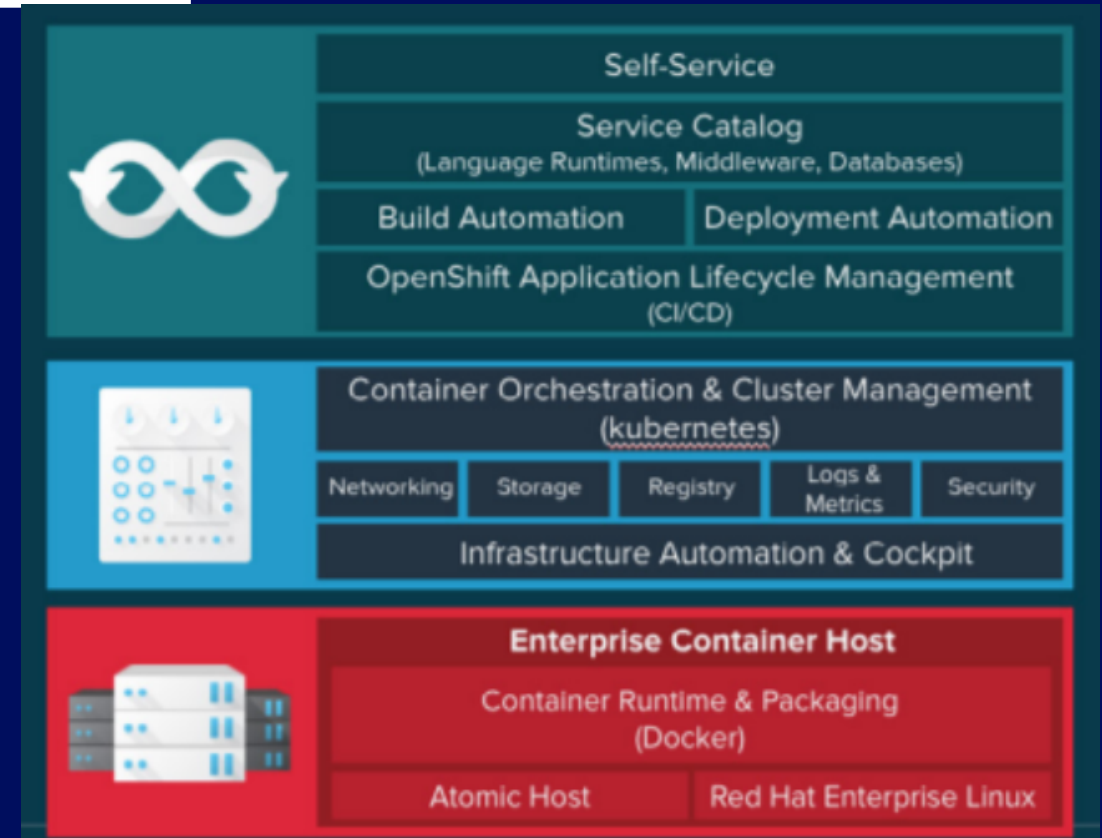 Self-Service
Service Catalog
(Language Runtimes, Middleware, Databases)
Build Automation
Deployment Automation
OpenShift Application Lifecycle Management
(CI/CD)
Container Orchestration & Cluster Management
(kubernetes)
Networking
Storage
Registry
Logs &
Metrics
Security
Infrastructure Automation & Cockpit
Enterprise Container Host
Container Runtime & Packaging
(Docker)
Atomic Host
Red Hat Enterprise Linux